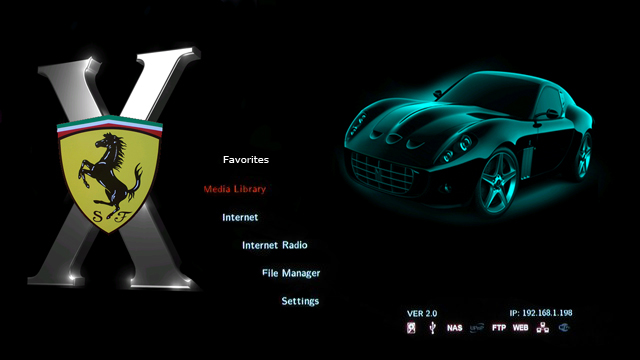 X
S F
Favorites
Media Library
Internet
Internet Radio
File Manager
Settings
VER 2.0 IP: 192.168.1.198
NAS UPnP FTP WEB